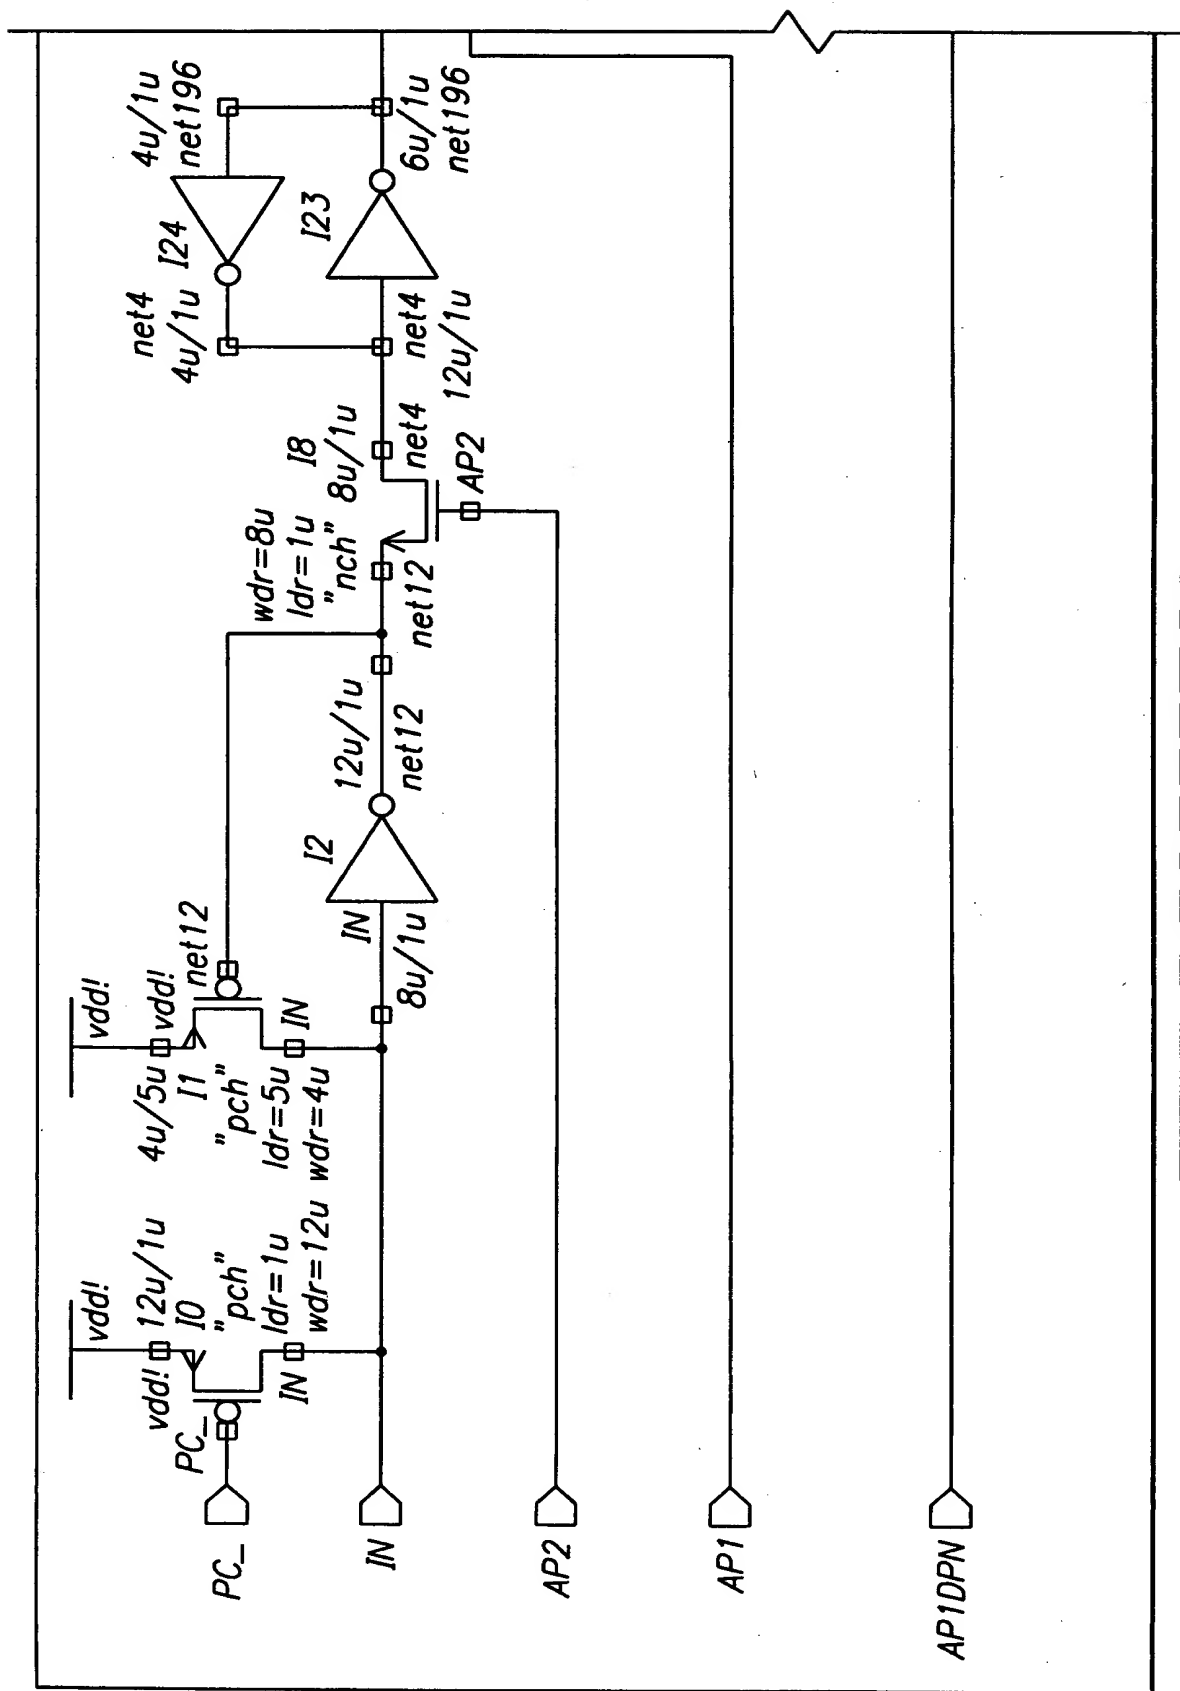 PC_
IN
AP2
AP1
AP1DPN
vdd!
vdd!
PC_
12u/1u
I0
"pch"
ldr=1u
wdr=12u
IN
vdd!
vdd!
net12
4u/5u
I1
"pch"
ldr=5u
wdr=4u
IN
IN
8u/1u
I2
12u/1u
net12
wdr=8u
ldr=1u
"nch"
net12
I8
8u/1u
net4
AP2
net4
4u/1u
I24
4u/1u
net196
net4
12u/1u
I23
6u/1u
net196